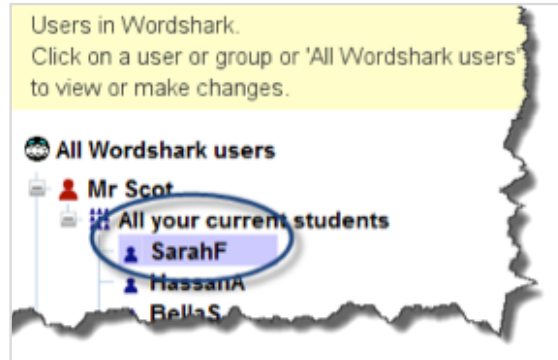 Users in Wordshark.
Click on a user or group or 'All Wordshark users'
to view or make changes.
All Wordshark users
Mr Scot
All your current students
SarahF
HassanA
BellaS